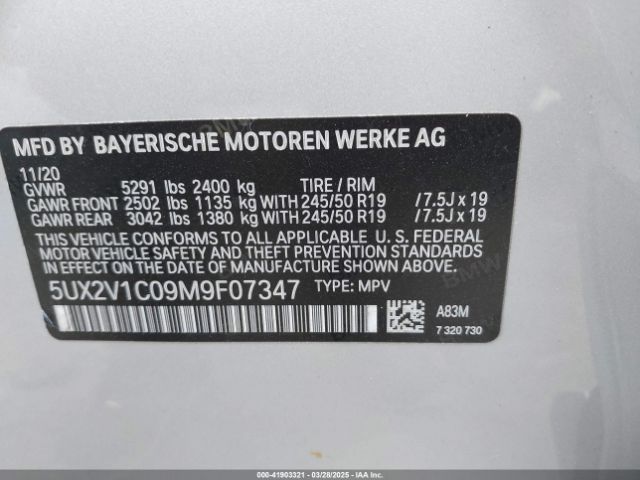 MFD BY BAYERISCHE MOTOREN WERKE AG
11/20
GVWR 5291 lbs 2400 kg TIRE / RIM
GAWR FRONT 2502 lbs 1135 kg WITH 245/50 R19 /7.5J x 19
GAWR REAR 3042 lbs 1380 kg WITH 245/50 R19 /7.5J x 19
THIS VEHICLE CONFORMS TO ALL APPLICABLE U. S. FEDERAL
MOTOR VEHICLE SAFETY AND THEFT PREVENTION STANDARDS
IN EFFECT ON THE DATE OF MANUFACTURE SHOWN ABOVE.
5UX2V1C09M9F07347 TYPE: MPV
A83M
7 320 730
BMW
000-41903321 | 03/28/2025 | IAAI